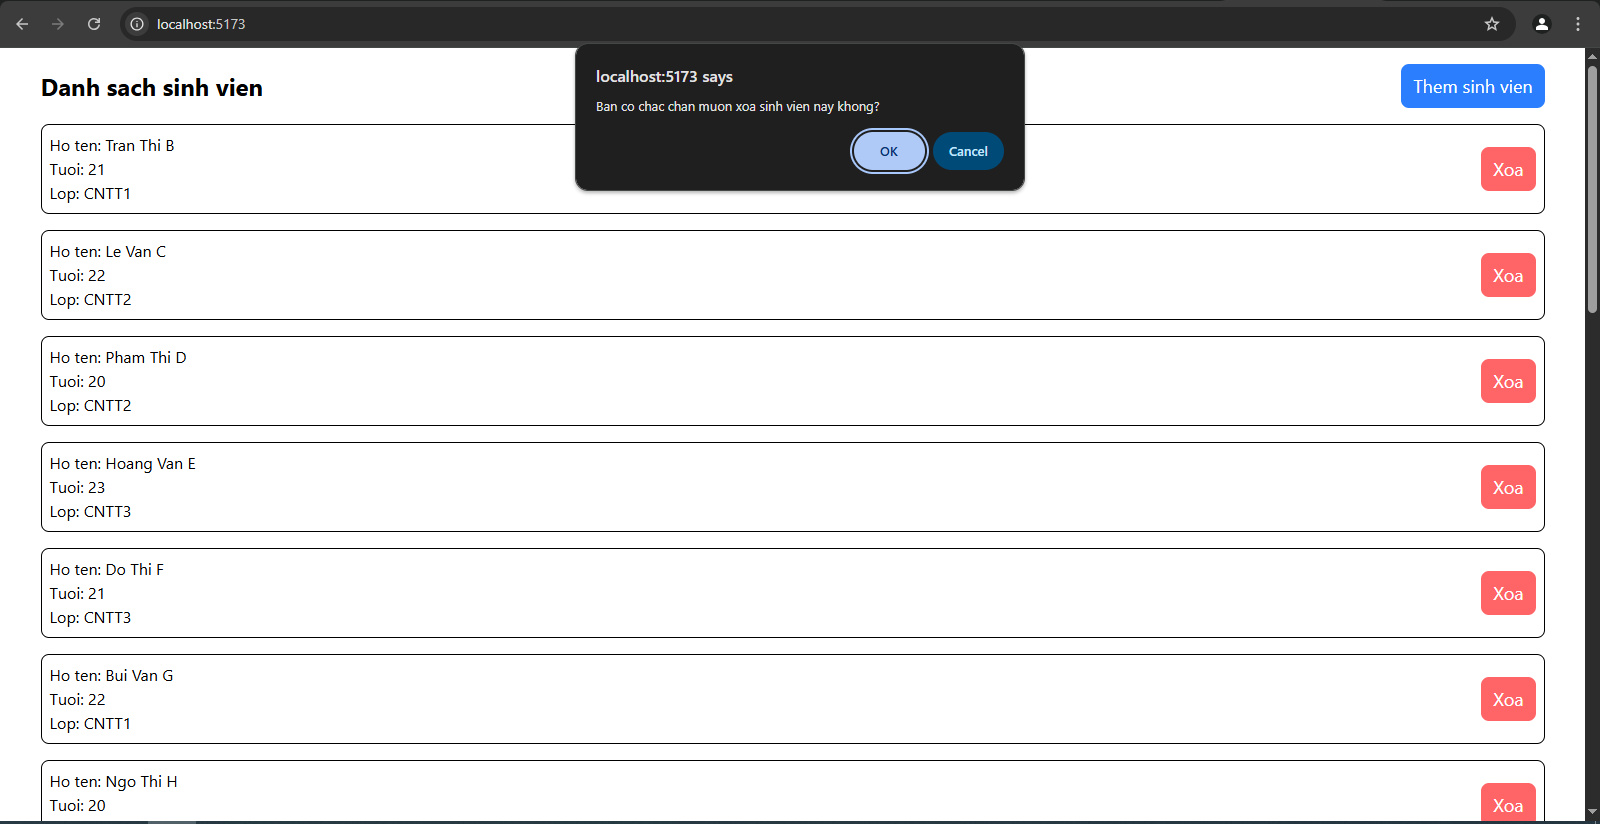 localhost:5173
localhost:5173 says
Ban co chac chan muon xoa sinh vien nay khong?
OK
Cancel
Danh sach sinh vien
Them sinh vien
Ho ten: Tran Thi B
Tuoi: 21
Lop: CNTT1
Xoa
Ho ten: Le Van C
Tuoi: 22
Lop: CNTT2
Xoa
Ho ten: Pham Thi D
Tuoi: 20
Lop: CNTT2
Xoa
Ho ten: Hoang Van E
Tuoi: 23
Lop: CNTT3
Xoa
Ho ten: Do Thi F
Tuoi: 21
Lop: CNTT3
Xoa
Ho ten: Bui Van G
Tuoi: 22
Lop: CNTT1
Xoa
Ho ten: Ngo Thi H
Tuoi: 20
Xoa